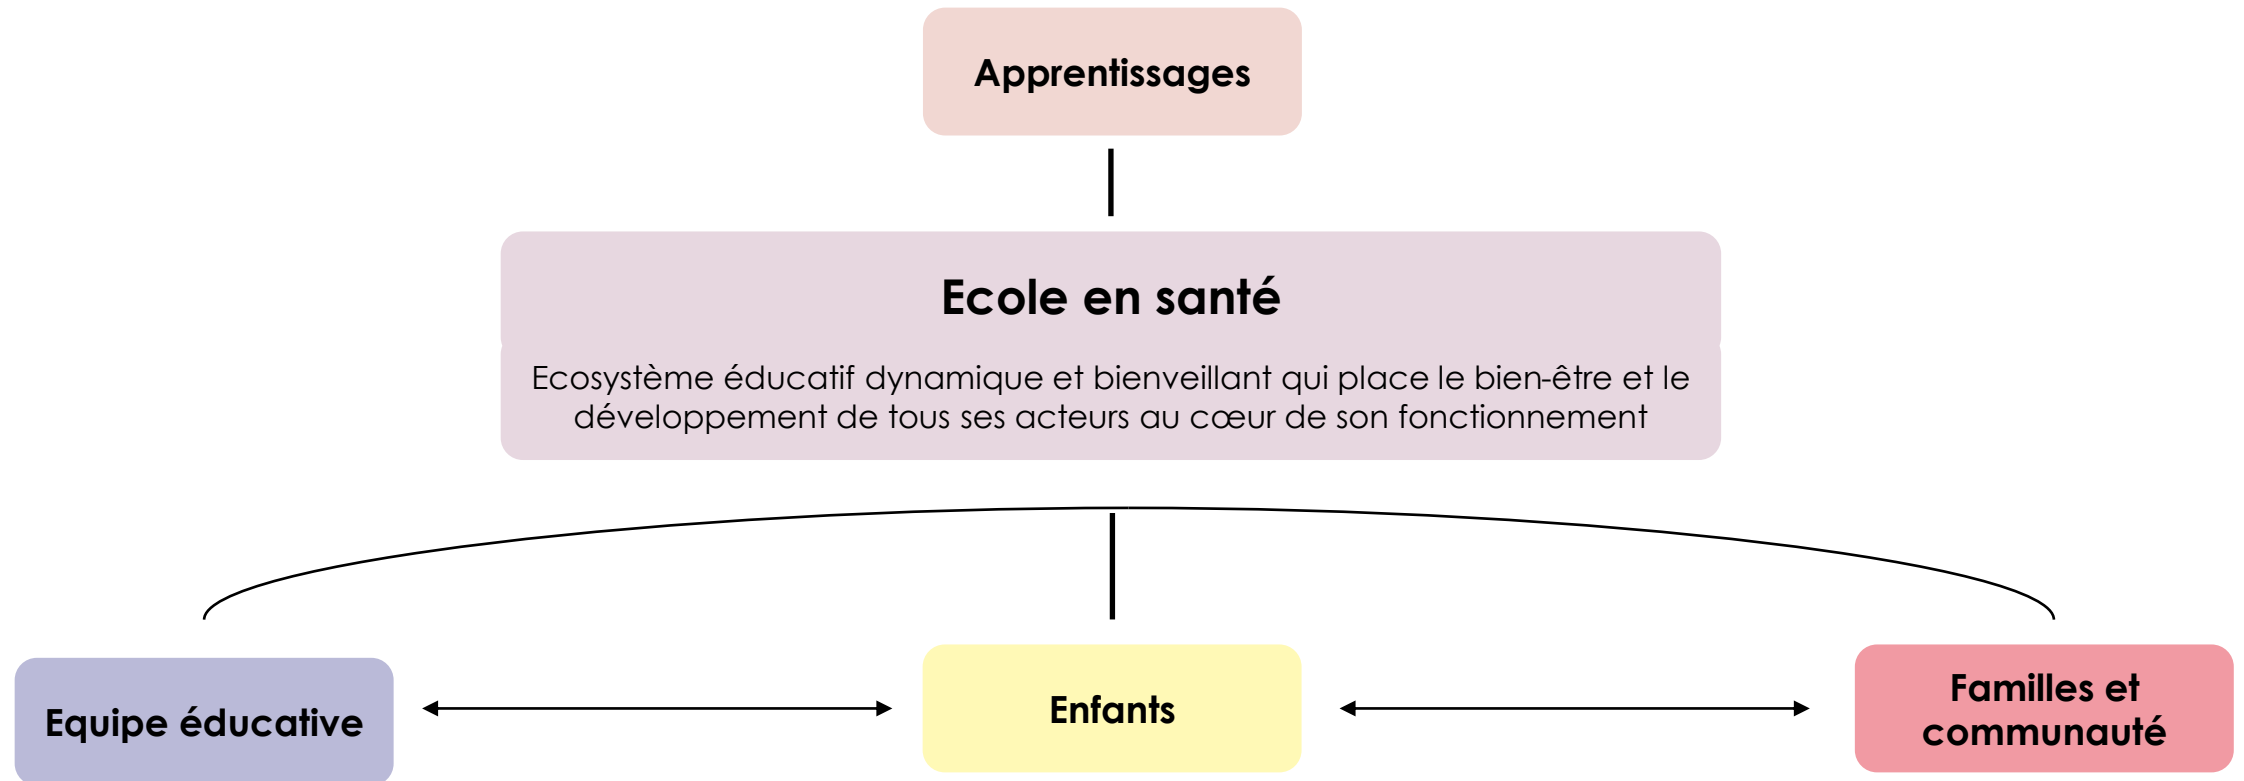 Apprentissages
Ecole en santé
Ecosystème éducatif dynamique et bienveillant qui place le bien-être et le
développement de tous ses acteurs au cœur de son fonctionnement
Equipe éducative
Enfants
Familles et
communauté